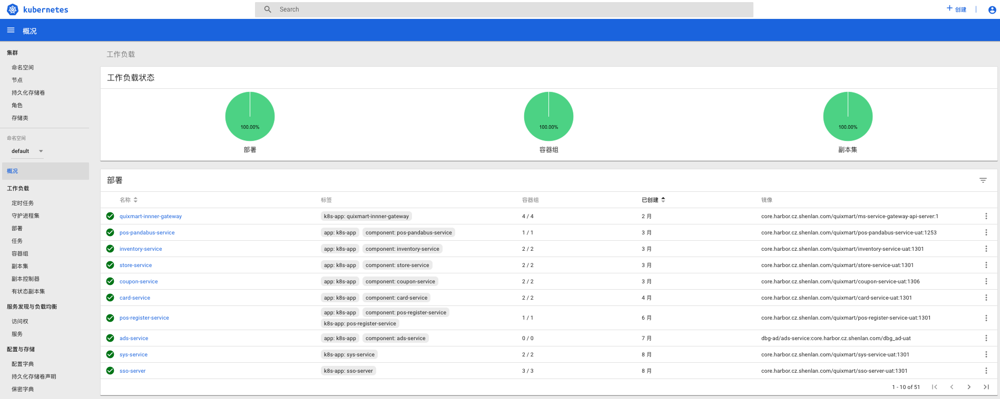 kubernetes
Search
创建
概况
集群
命名空间
节点
持久化存储卷
角色
存储类
命名空间
default
概况
工作负载
定时任务
守护进程集
部署
任务
容器组
副本集
副本控制器
有状态副本集
服务发现与负载均衡
访问权
服务
配置与存储
配置字典
持久化存储卷声明
保密字典
工作负载
工作负载状态
100.00% 100.00% 100.00%
部署 容器组 副本集
部署
名称 标签 容器组 已创建 镜像
quixmart-innner-gateway k8s-app: quixmart-innner-gateway 4 / 4 2 月 core.harbor.cz.shenlan.com/quixmart/ms-service-gateway-api-server:1
pos-pandabus-service app: k8s-app component: pos-pandabus-service 1 / 1 3 月 core.harbor.cz.shenlan.com/quixmart/pos-pandabus-service-uat:1253
inventory-service app: k8s-app component: inventory-service 2 / 2 3 月 core.harbor.cz.shenlan.com/quixmart/inventory-service-uat:1301
store-service app: k8s-app component: store-service 2 / 2 3 月 core.harbor.cz.shenlan.com/quixmart/store-service-uat:1301
coupon-service app: k8s-app component: coupon-service 2 / 2 3 月 core.harbor.cz.shenlan.com/quixmart/coupon-service-uat:1306
card-service app: k8s-app component: card-service 2 / 2 4 月 core.harbor.cz.shenlan.com/quixmart/card-service-uat:1301
pos-register-service app: k8s-app component: pos-register-service 1 / 1 6 月 core.harbor.cz.shenlan.com/quixmart/pos-register-service-uat:1301
k8s-app: pos-register-service
ads-service app: k8s-app component: ads-service 0 / 0 7 月 dbg-ad/ads-service:core.harbor.cz.shenlan.com/dbg_ad-uat
sys-service k8s-app: sys-service 2 / 2 8 月 core.harbor.cz.shenlan.com/quixmart/sys-service-uat:1301
sso-server k8s-app: sso-server 3 / 3 8 月 core.harbor.cz.shenlan.com/quixmart/sso-server-uat:1301
1 - 10 of 51